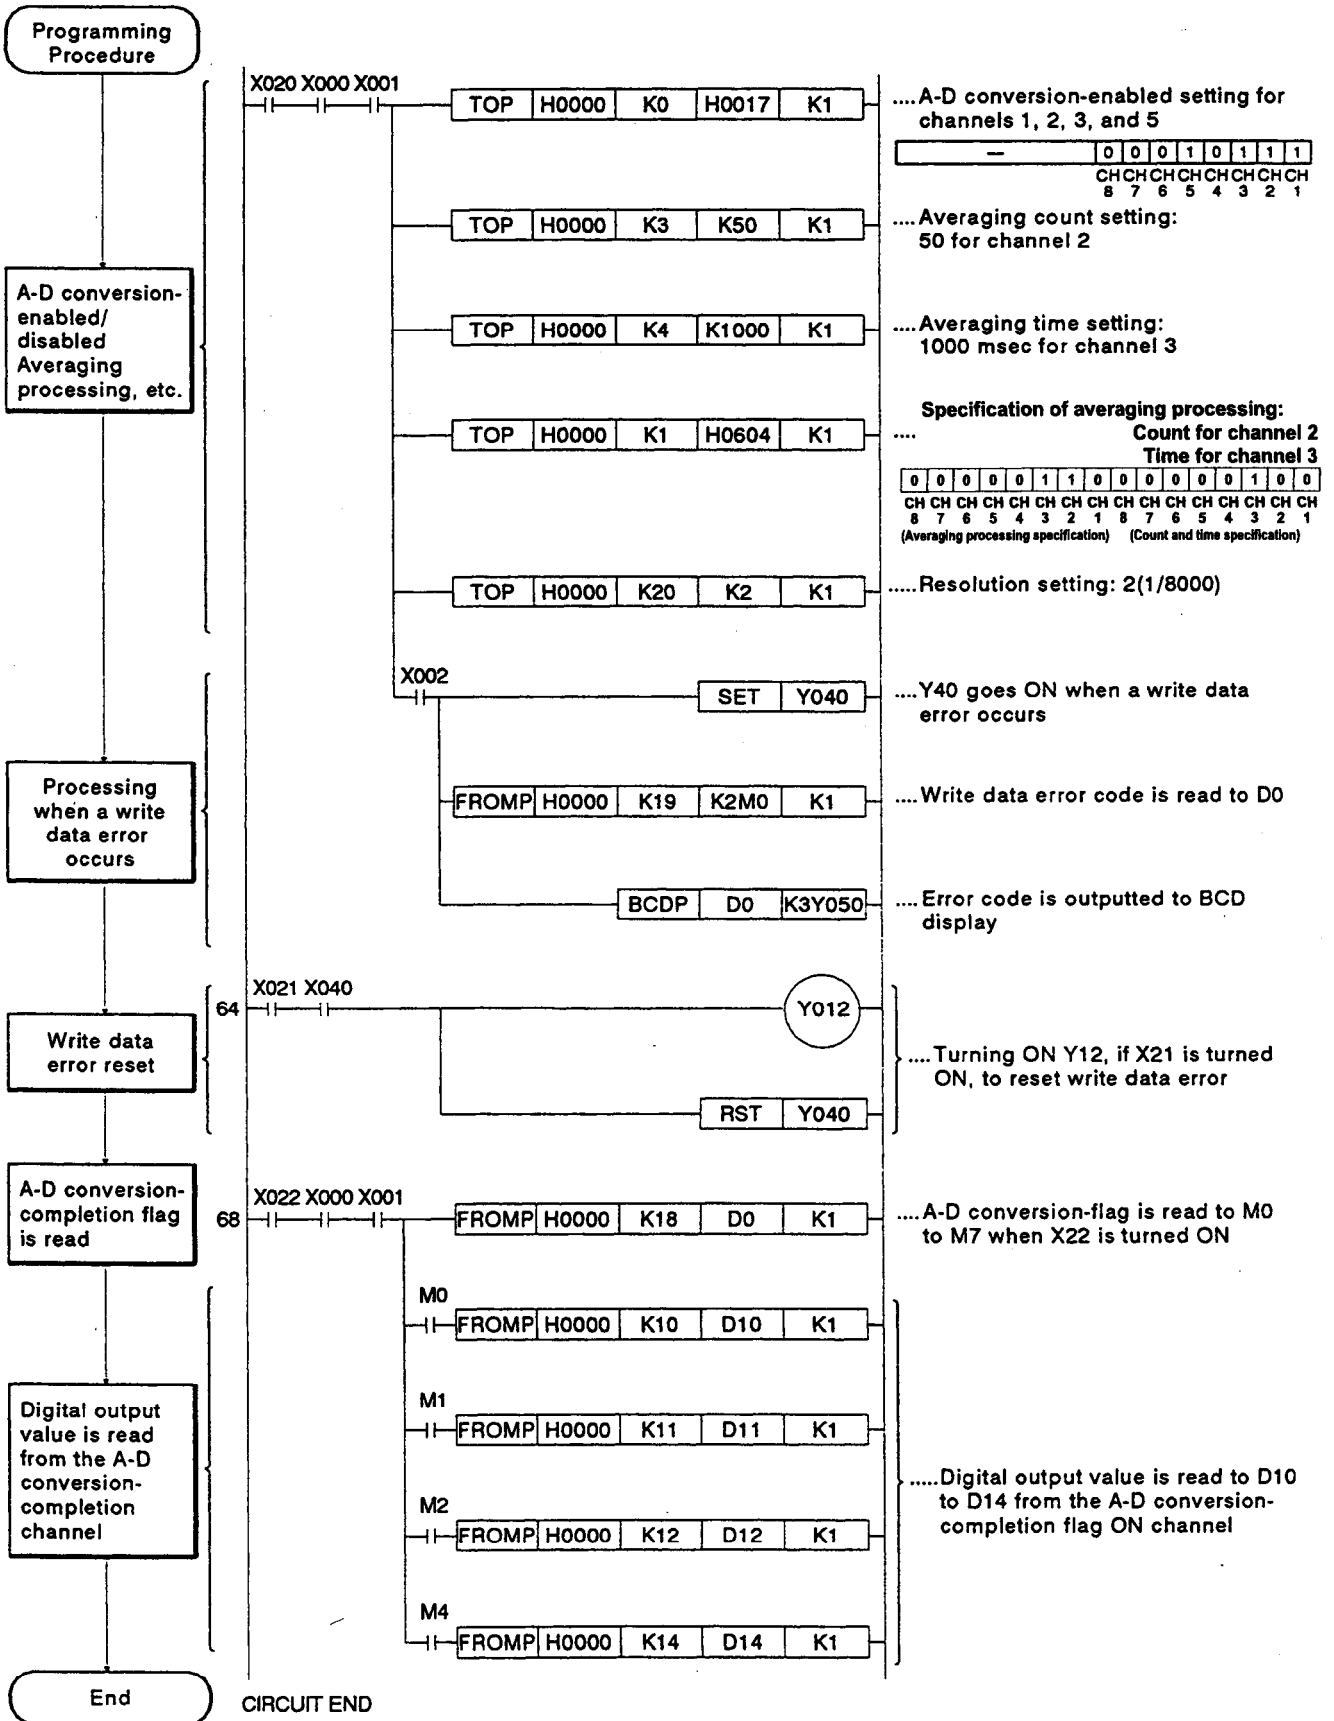 Programming
Procedure
X020 X000 X001
TOP H0000 K0 H0017 K1
....A-D conversion-enabled setting for
channels 1, 2, 3, and 5
— 0 0 0 1 0 1 1 1
CH CH CH CH CH CH CH CH
8 7 6 5 4 3 2 1
TOP H0000 K3 K50 K1
....Averaging count setting:
50 for channel 2
A-D conversion-
enabled/
disabled
Averaging
processing, etc.
TOP H0000 K4 K1000 K1
....Averaging time setting:
1000 msec for channel 3
TOP H0000 K1 H0604 K1
....
Specification of averaging processing:
Count for channel 2
Time for channel 3
0 0 0 0 0 1 1 0 0 0 0 0 0 1 0 0
CH CH CH CH CH CH CH CH CH CH CH CH CH CH CH CH
8 7 6 5 4 3 2 1 8 7 6 5 4 3 2 1
(Averaging processing specification) (Count and time specification)
TOP H0000 K20 K2 K1
.....Resolution setting: 2(1/8000)
X002
SET Y040
....Y40 goes ON when a write data
error occurs
Processing
when a write
data error
occurs
FROMP H0000 K19 K2M0 K1
....Write data error code is read to D0
BCDP D0 K3Y050
....Error code is outputted to BCD
display
X021 X040
64
Y012
Write data
error reset
....Turning ON Y12, if X21 is turned
ON, to reset write data error
RST Y040
A-D conversion-
completion flag
is read
X022 X000 X001
68
FROMP H0000 K18 D0 K1
....A-D conversion-flag is read to M0
to M7 when X22 is turned ON
M0
FROMP H0000 K10 D10 K1
M1
FROMP H0000 K11 D11 K1
Digital output
value is read
from the A-D
conversion-
completion
channel
.....Digital output value is read to D10
to D14 from the A-D conversion-
completion flag ON channel
M2
FROMP H0000 K12 D12 K1
M4
FROMP H0000 K14 D14 K1
End
CIRCUIT END